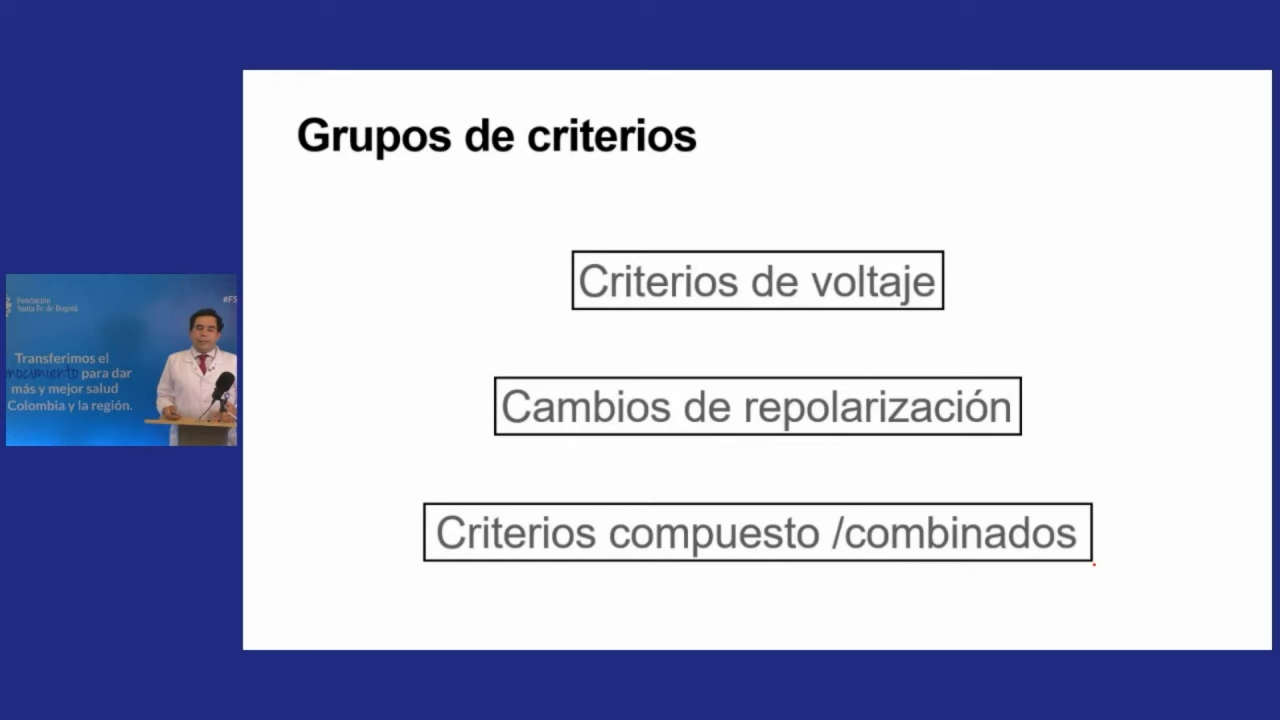 Grupos de criterios
Criterios de voltaje
Cambios de repolarización
Criterios compuesto /combinados
Fundación
Santa Fe de Bogotá
#FS
Transferimos el
para dar
más y mejor salud
Colombia y la región.